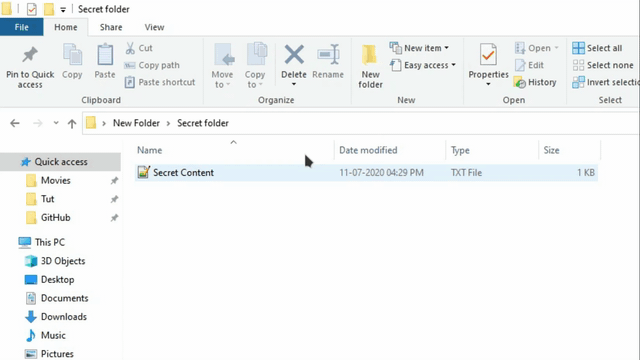 Secret folder
File Home Share View
Pin to Quick access
Copy
Paste
Cut
Copy path
Paste shortcut
Clipboard
Move to
Copy to
Delete
Rename
Organize
New folder
New item
Easy access
New
Properties
Open
Edit
History
Open
Select all
Select none
Invert selectio
Select
New Folder Secret folder
Name Date modified Type Size
Secret Content 11-07-2020 04:29 PM TXT File 1 KB
Quick access
Movies
Tut
GitHub
This PC
3D Objects
Desktop
Documents
Downloads
Music
Pictures